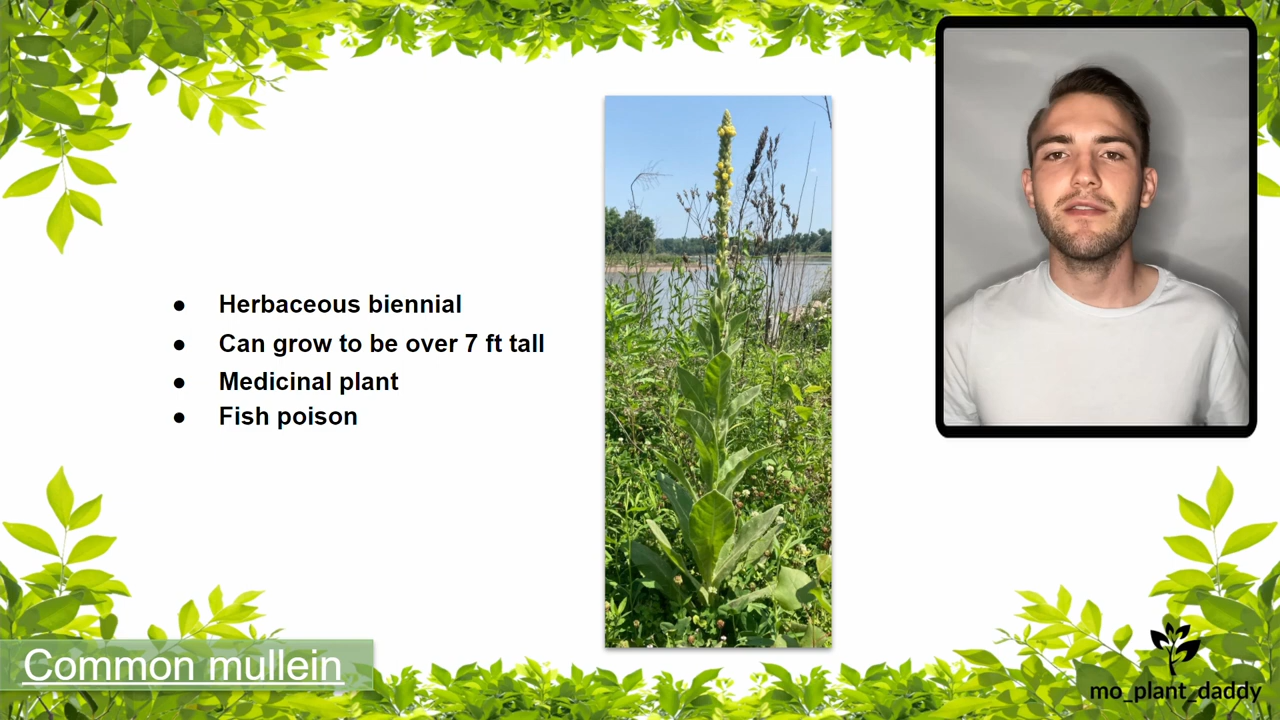 Herbaceous biennial
Can grow to be over 7 ft tall
Medicinal plant
Fish poison
Common mullein
mo_plant_daddy